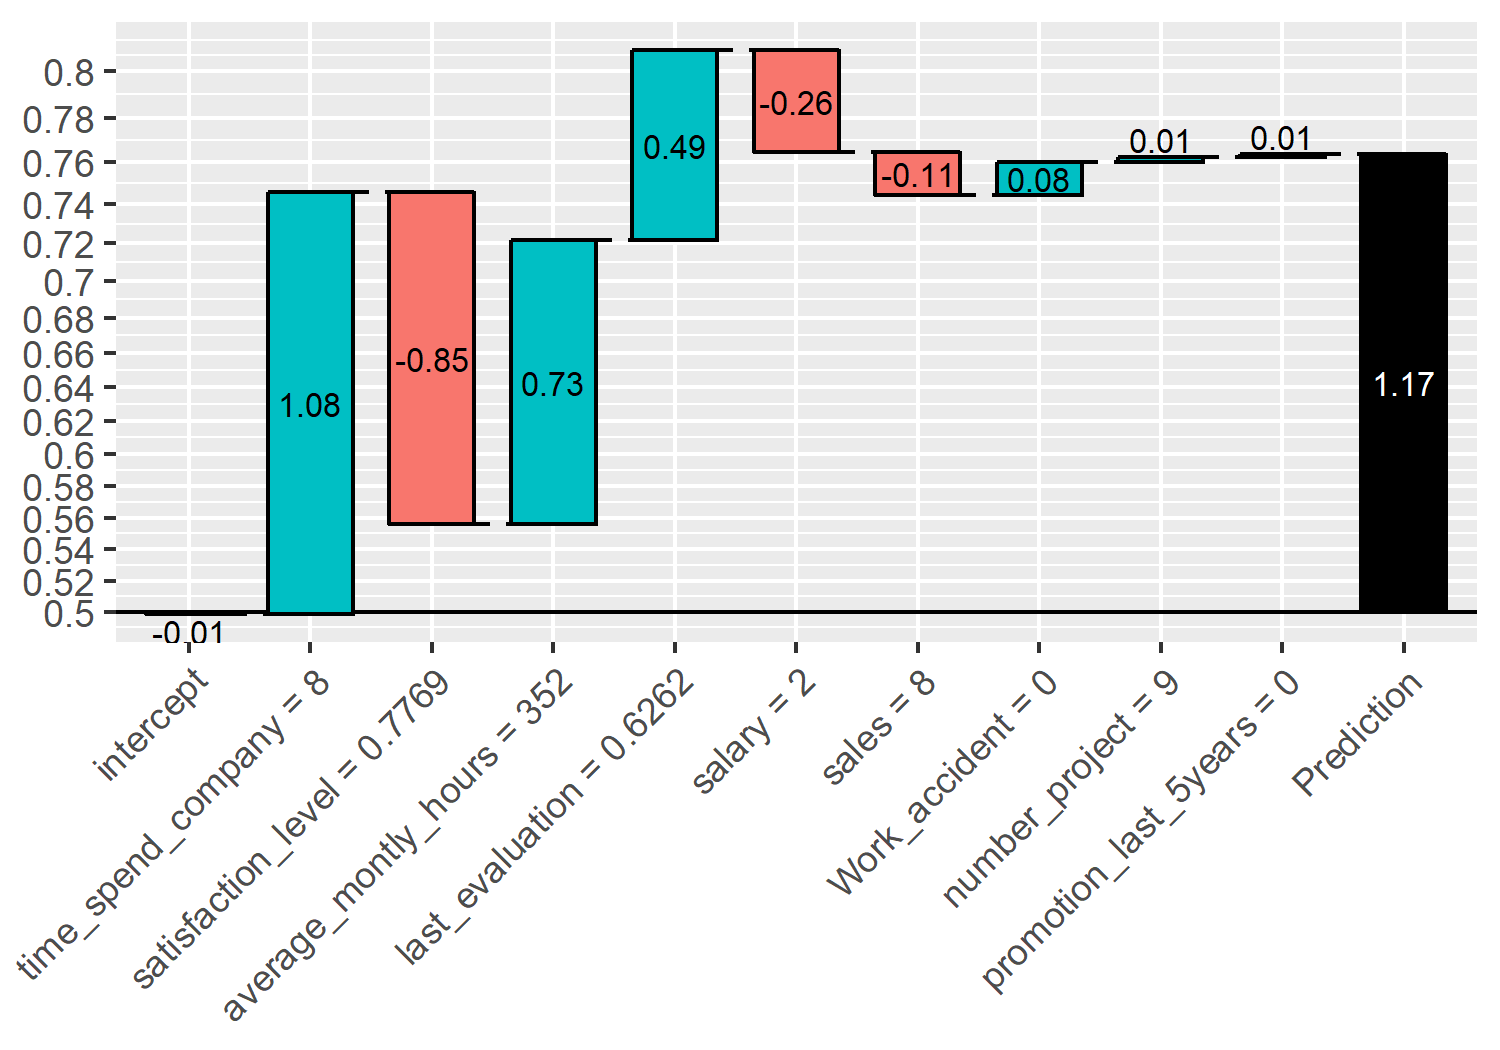 0.8
0.78
0.76
0.74
0.72
0.7
0.68
0.66
0.64
0.62
0.6
0.58
0.56
0.54
0.52
0.5
-0.01
1.08
-0.85
0.73
0.49
-0.26
-0.11
0.08
0.01
0.01
1.17
intercept
time_spend_company = 8
satisfaction_level = 0.7769
average_montly_hours = 352
last_evaluation = 0.6262
salary = 2
sales = 8
Work_accident = 0
number_project = 9
promotion_last_5years = 0
Prediction